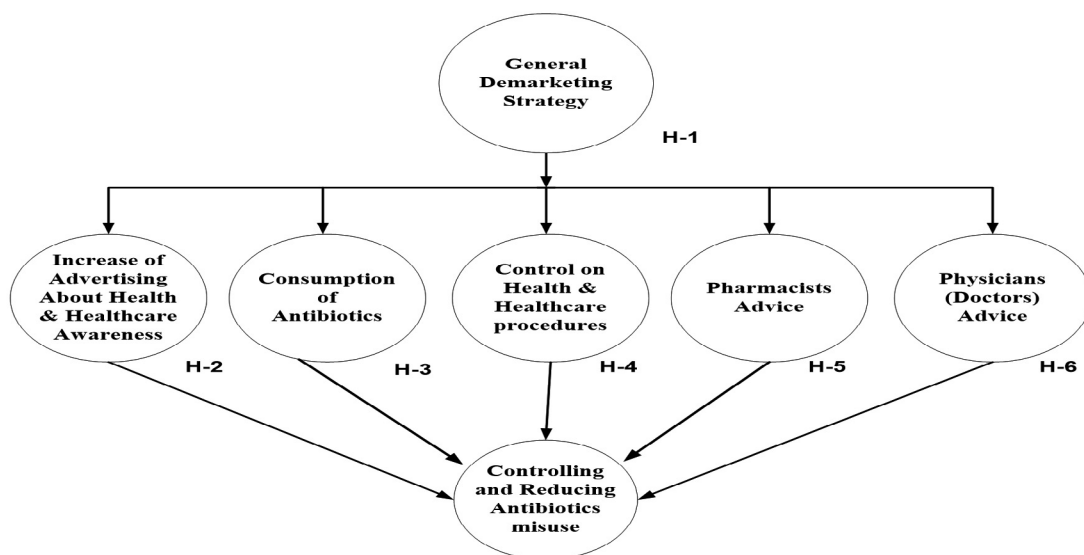 General
Demarketing
Strategy
H-1
Increase of
Advertising
About Health
& Healthcare
Awareness
Consumption
of
Antibiotics
Control on
Health &
Healthcare
procedures
Pharmacists
Advice
Physicians
(Doctors)
Advice
H-2
H-3
H-4
H-5
H-6
Controlling
and Reducing
Antibiotics
misuse